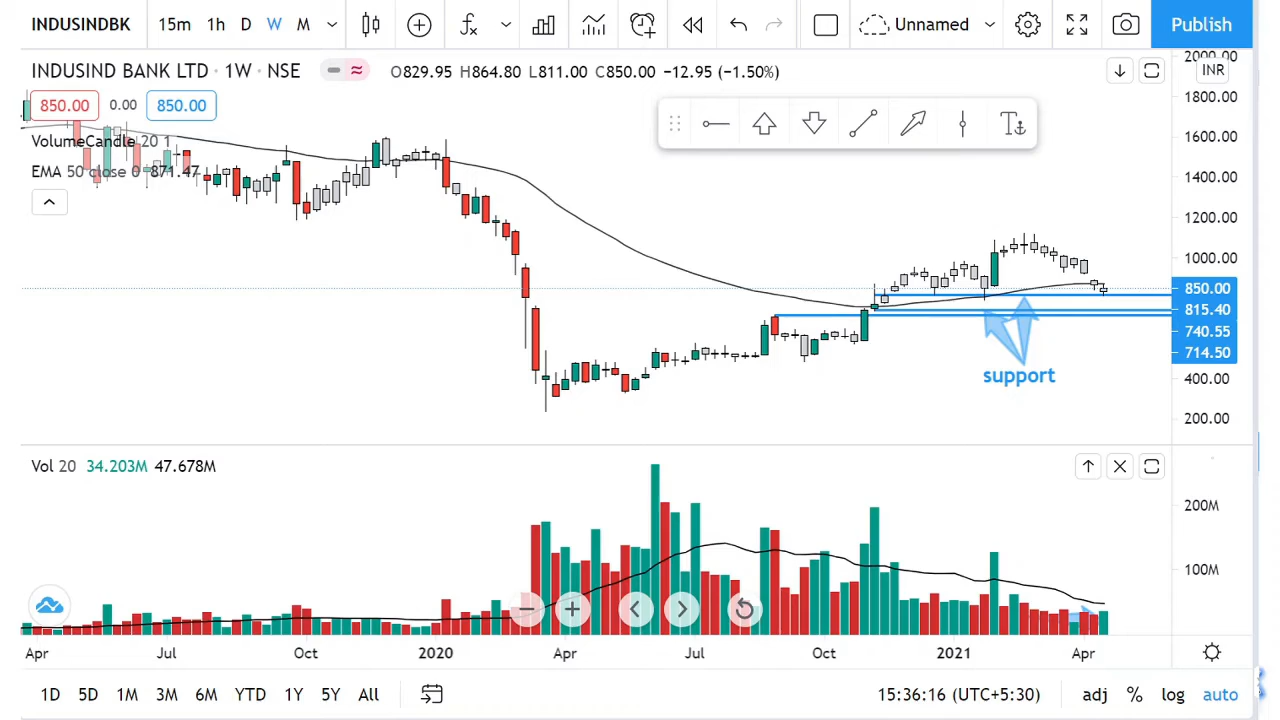 INDUSINDBK 15m 1h D W M Unnamed Publish
INDUSIND BANK LTD · 1W · NSE O829.95 H864.80 L811.00 C850.00 −12.95 (−1.50%)
2000.00
INR
850.00 0.00 850.00
1800.00
VolumeCandle 20 1
1600.00
EMA 50 close 0 871.47
1400.00
1200.00
1000.00
850.00
815.40
740.55
714.50
support
400.00
200.00
Vol 20 34.203M 47.678M
200M
100M
Apr Jul Oct 2020 Apr Jul Oct 2021 Apr
1D 5D 1M 3M 6M YTD 1Y 5Y All 15:36:16 (UTC+5:30) adj % log auto